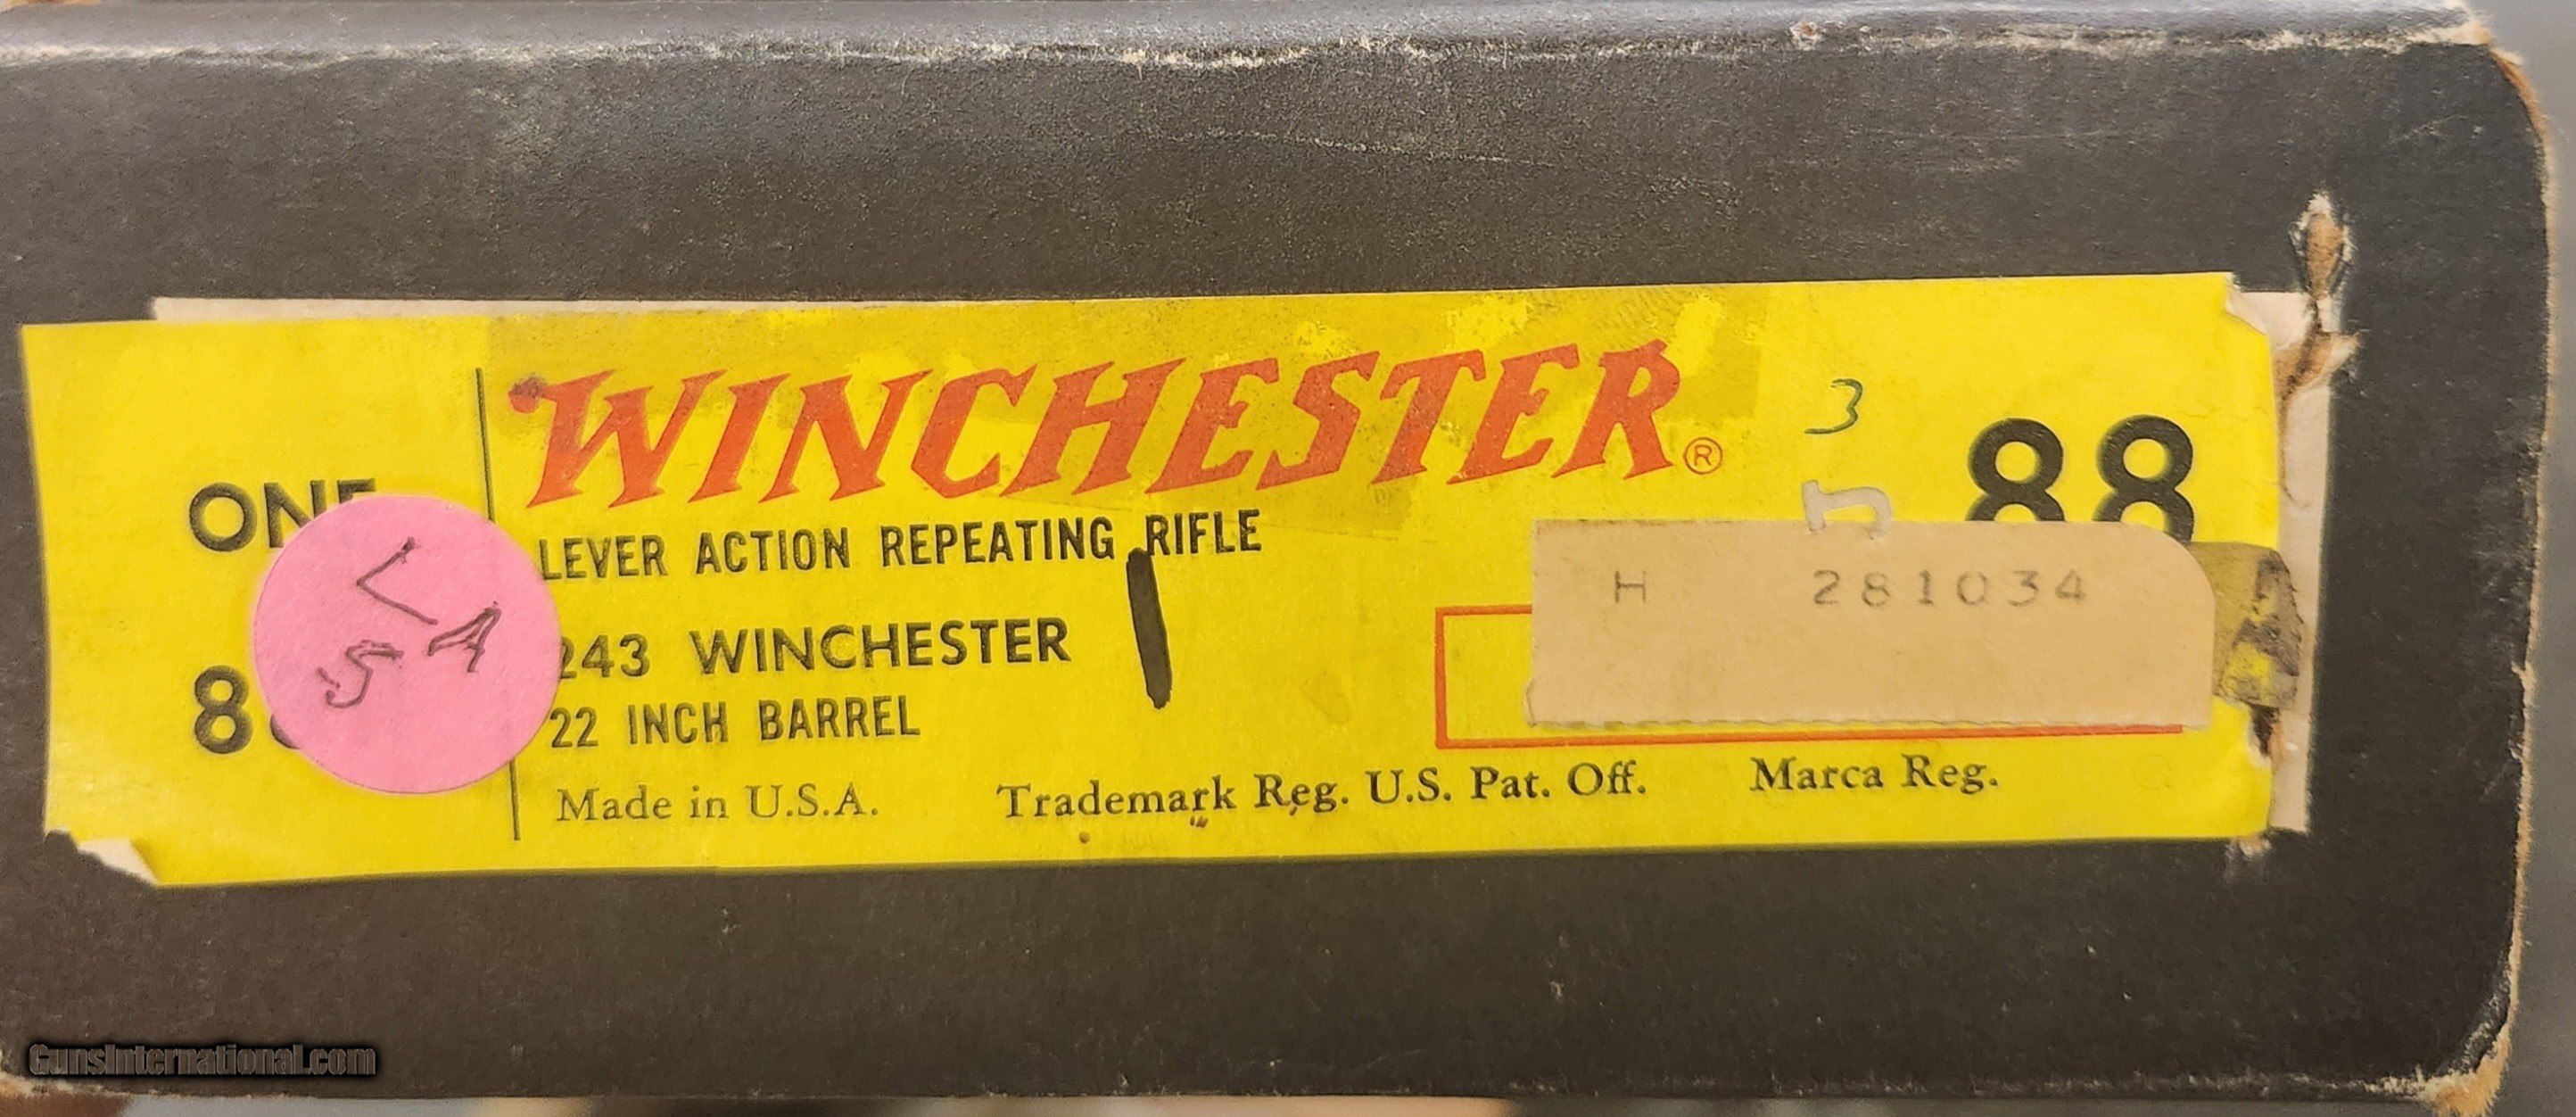 ONE
WINCHESTER®
3
88
LEVER ACTION REPEATING RIFLE
H 281034
243 WINCHESTER
22 INCH BARREL
Made in U.S.A. Trademark Reg. U.S. Pat. Off. Marca Reg.
GunsInternational.com